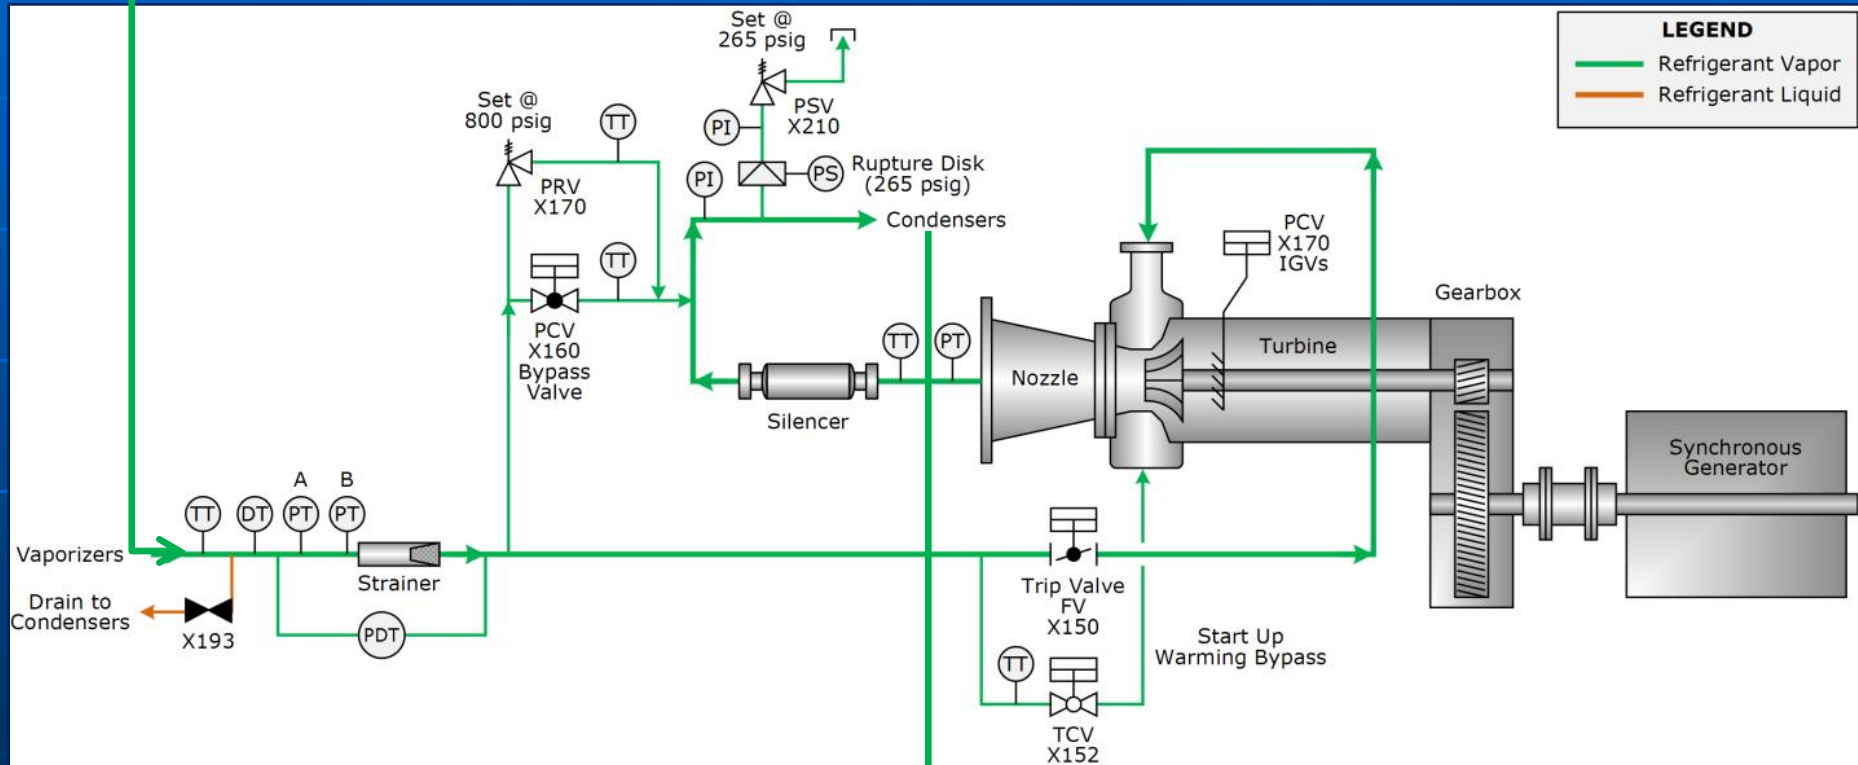 Set @
265 psig
LEGEND
Refrigerant Vapor
Refrigerant Liquid
Set @
800 psig
TT
PI
PSV
X210
PRV
X170
PI
PS
Rupture Disk
(265 psig)
Condensers
PCV
X170
IGVs
TT
PCV
X160
Bypass
Valve
Gearbox
TT
PT
Nozzle
Turbine
Silencer
Synchronous
Generator
A
B
TT
DT
PT
PT
Vaporizers
Strainer
Drain to
Condensers
X193
PDT
Trip Valve
FV
X150
Start Up
Warming Bypass
TT
TCV
X152